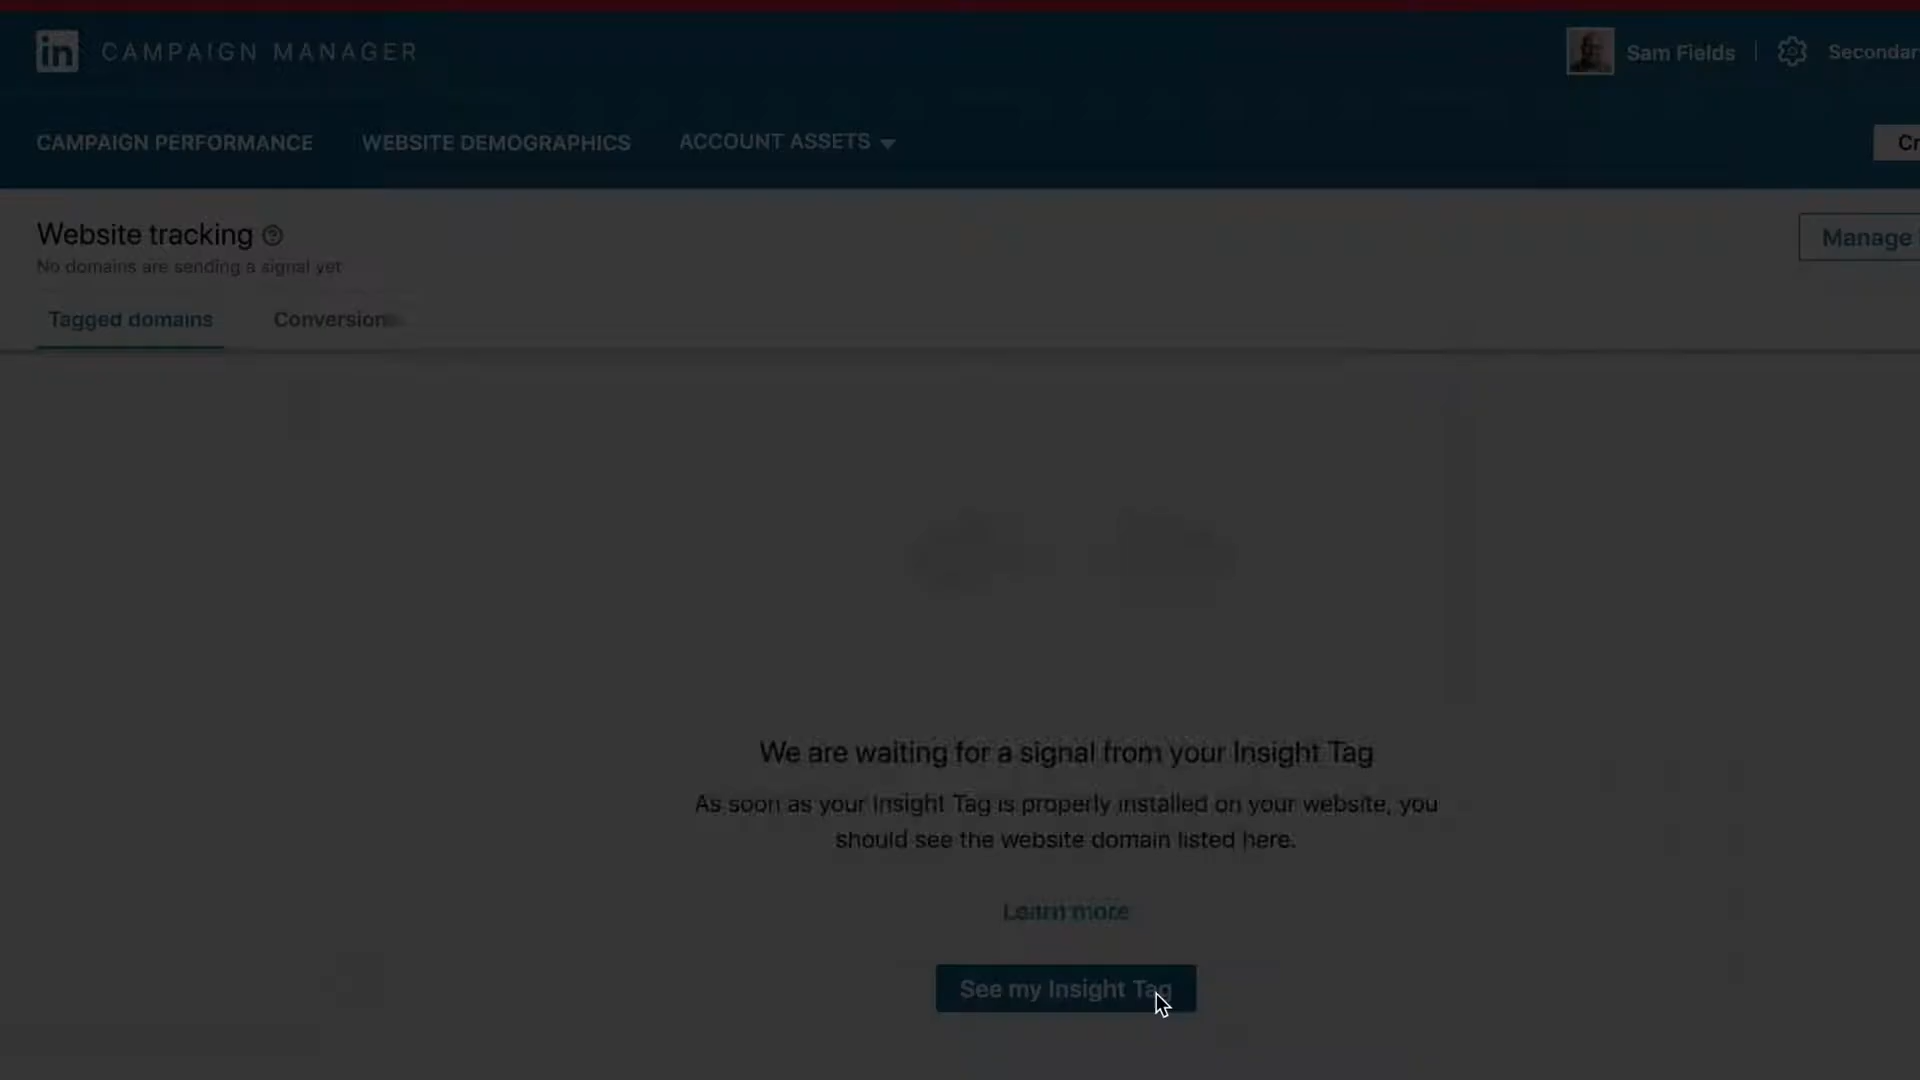 in CAMPAIGN MANAGER
Sam Fields
CAMPAIGN PERFORMANCE
WEBSITE DEMOGRAPHICS
ACCOUNT ASSETS
Website tracking
No domains are sending a signal yet
Manage
Tagged domains
We are waiting for a signal from your Insight Tag
As soon as your Insight Tag is properly installed on your website, you
should see the website domain listed here.
Learn more
See my Insight Tag